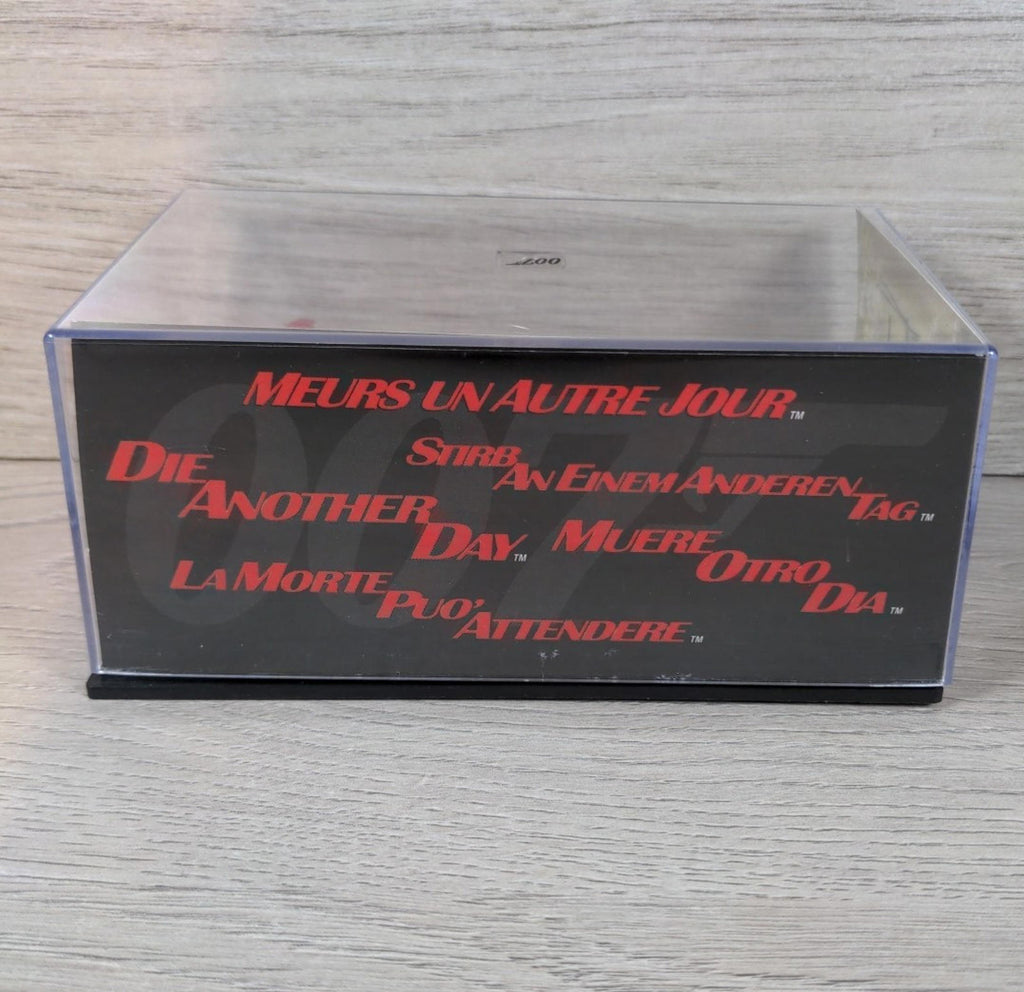 007
MEURS UN AUTRE JOUR™
DIE
ANOTHER
DAY™
STIRB
AN EINEM ANDEREN
TAG™
MUERE
OTRO
DIA™
LA MORTE
PUO'
ATTENDERE™
007